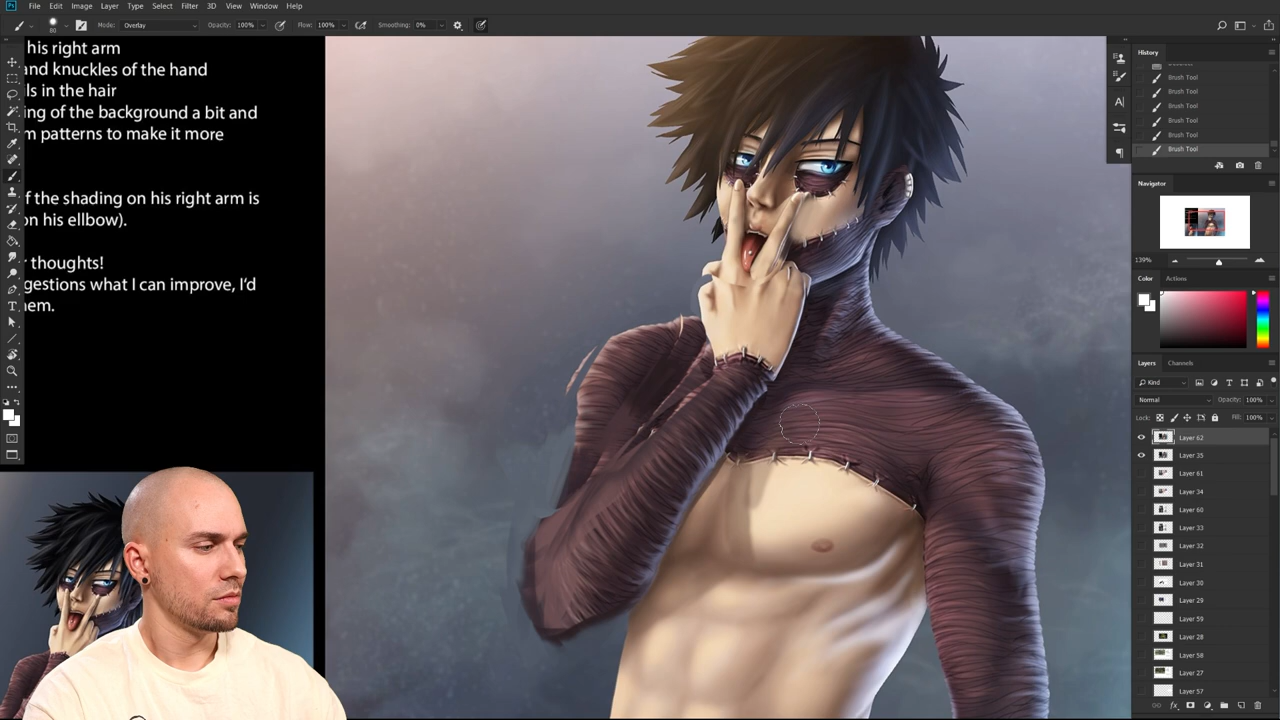 File Edit Image Layer Type Select Filter 3D View Window Help
80 Mode: Overlay Opacity: 100% Flow: 100% Smoothing: 0%
his right arm
and knuckles of the hand
ls in the hair
ing of the background a bit and
m patterns to make it more
f the shading on his right arm is
on his ellbow).
r thoughts!
gestions what I can improve, I'd
em.
History
Brush Tool
Brush Tool
Brush Tool
Brush Tool
Brush Tool
Brush Tool
Navigator
139%
Color Actions
Layers Channels
Kind
Normal Opacity: 100%
Lock: Fill: 100%
Layer 62
Layer 35
Layer 61
Layer 34
Layer 60
Layer 33
Layer 32
Layer 31
Layer 30
Layer 29
Layer 59
Layer 28
Layer 58
Layer 27
Layer 57